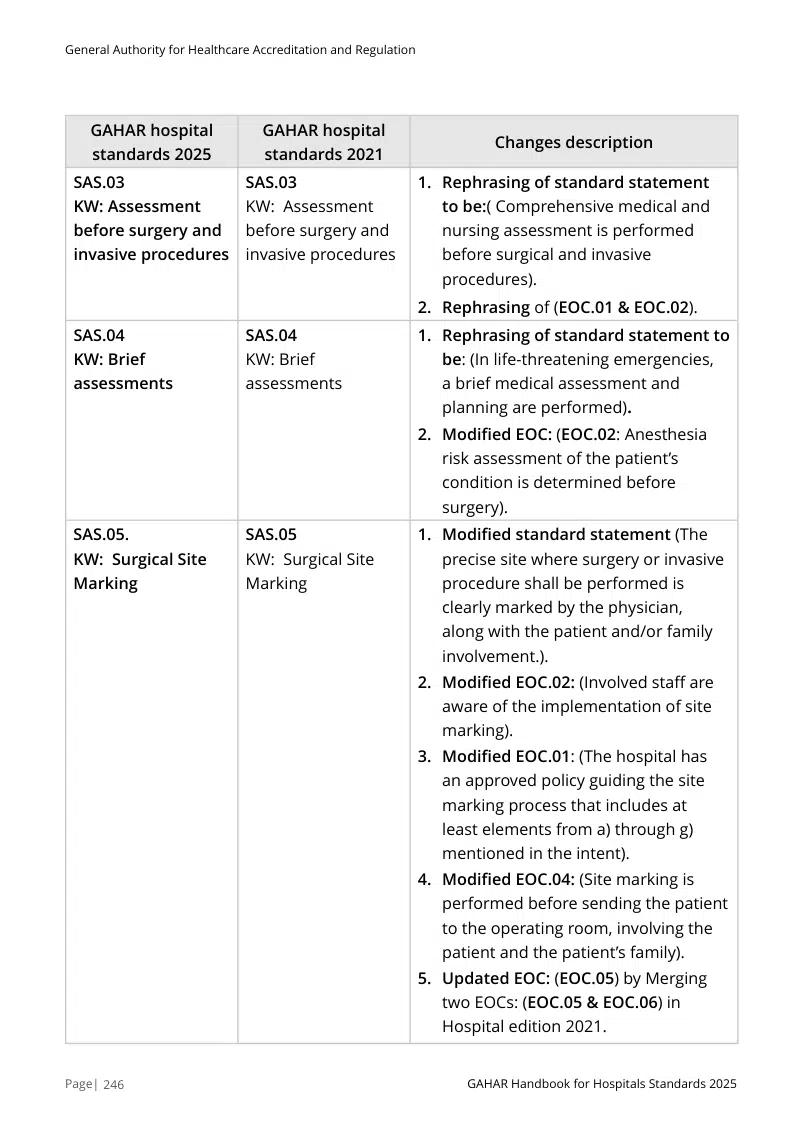 General Authority for Healthcare Accreditation and Regulation
GAHAR hospital
standards 2025
GAHAR hospital
standards 2021
Changes description
SAS.03
KW: Assessment
before surgery and
invasive procedures
SAS.03
KW:  Assessment
before surgery and
invasive procedures
1. Rephrasing of standard statement
to be:( Comprehensive medical and
nursing assessment is performed
before surgical and invasive
procedures).
2. Rephrasing of (EOC.01 & EOC.02).
SAS.04
KW: Brief
assessments
SAS.04
KW: Brief
assessments
1. Rephrasing of standard statement to
be: (In life-threatening emergencies,
a brief medical assessment and
planning are performed).
2. Modified EOC: (EOC.02: Anesthesia
risk assessment of the patient’s
condition is determined before
surgery).
SAS.05.
KW:  Surgical Site
Marking
SAS.05
KW:  Surgical Site
Marking
1. Modified standard statement (The
precise site where surgery or invasive
procedure shall be performed is
clearly marked by the physician,
along with the patient and/or family
involvement.).
2. Modified EOC.02: (Involved staff are
aware of the implementation of site
marking).
3. Modified EOC.01: (The hospital has
an approved policy guiding the site
marking process that includes at
least elements from a) through g)
mentioned in the intent).
4. Modified EOC.04: (Site marking is
performed before sending the patient
to the operating room, involving the
patient and the patient’s family).
5. Updated EOC: (EOC.05) by Merging
two EOCs: (EOC.05 & EOC.06) in
Hospital edition 2021.
Page| 246
GAHAR Handbook for Hospitals Standards 2025